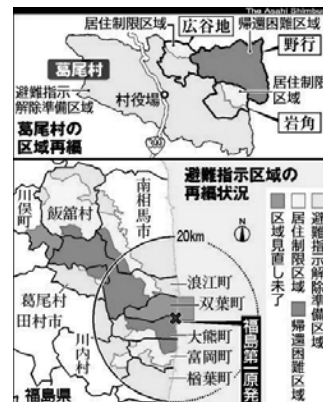 The Asahi Shimbun
居住制限区域
広谷地
帰還困難区域
野行
葛尾村
居住制限
区域
避難指示
解除準備区域
村役場
岩角
葛尾村の
区域再編
避難指示区域の
再編状況
川俣町
飯舘村
南相馬市
N
20km
浪江町
双葉町
葛尾村
田村市
大熊町
川内村
富岡町
楢葉町
福島第一原発
福島県
避難指示解除準備区域
居住制限区域
帰還困難区域
区域見直し未了